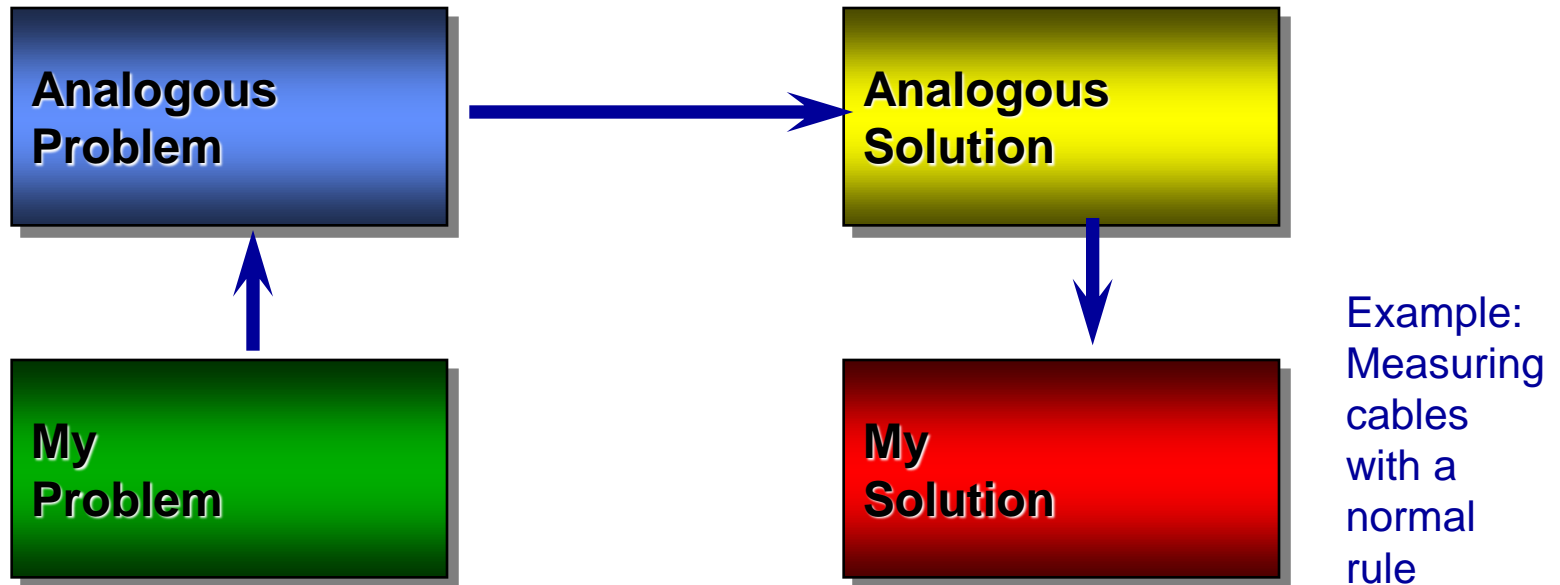 Analogous
Problem
Analogous
Solution
My
Problem
My
Solution
Example:
Measuring
cables
with a
normal
rule